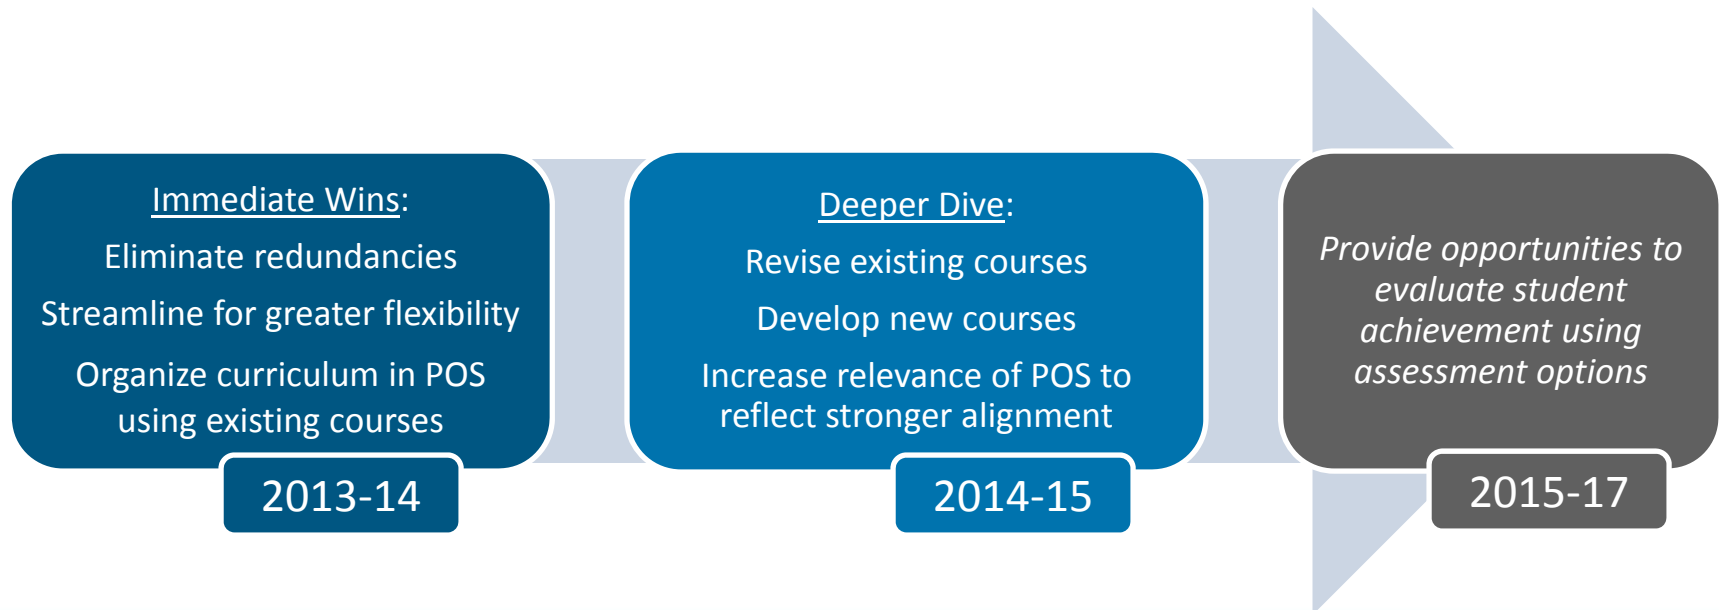 Immediate Wins:
Eliminate redundancies
Streamline for greater flexibility
Organize curriculum in POS
using existing courses
2013-14
Deeper Dive:
Revise existing courses
Develop new courses
Increase relevance of POS to
reflect stronger alignment
2014-15
Provide opportunities to
evaluate student
achievement using
assessment options
2015-17